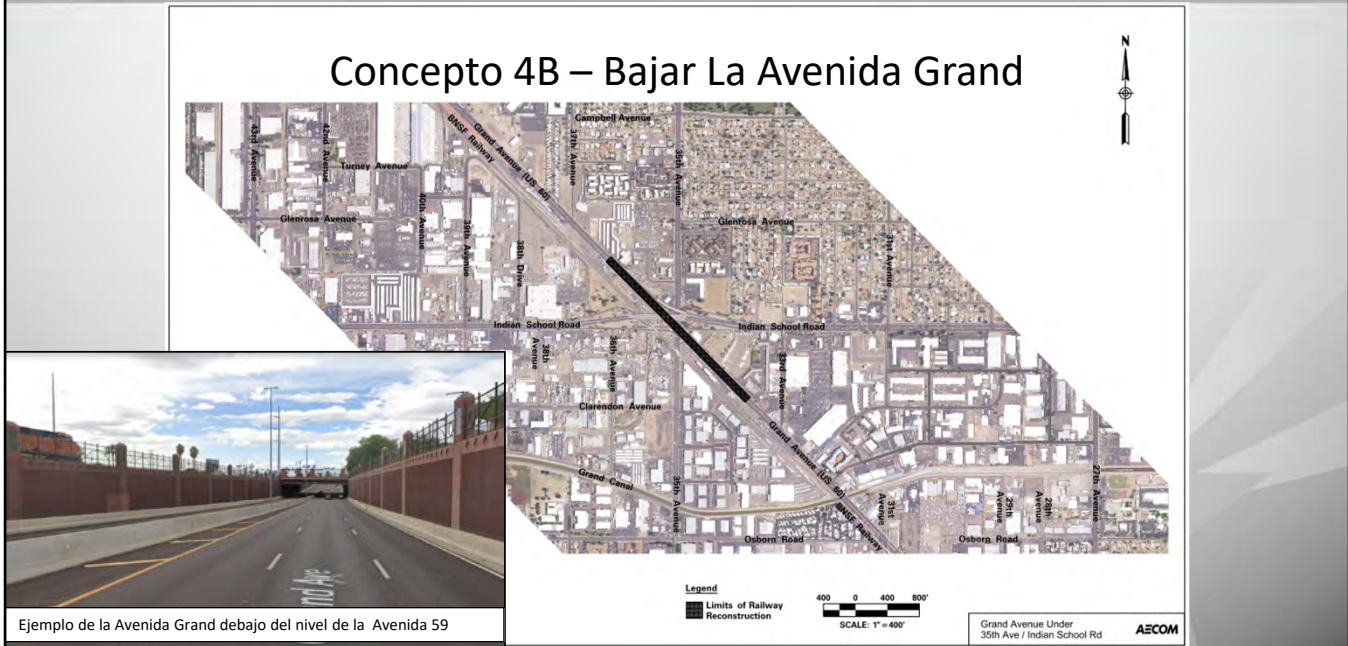 Concepto 4B – Bajar La Avenida Grand
N
Campbell Avenue
43rd Avenue
42nd Avenue
Grand Avenue (US 60)
BNSF Railway
37th Avenue
35th Avenue
Turney Avenue
40th Avenue
39th Avenue
Glenrosa Avenue
Glenrosa Avenue
38th Drive
31st Avenue
Indian School Road
Indian School Road
38th Avenue
36th Avenue
33rd Avenue
Clarendon Avenue
Grand Avenue (US 60)
Grand Canal
35th Avenue
BNSF Railway
31st Avenue
29th Avenue
28th Avenue
27th Avenue
Osborn Road
Osborn Road
nd Ave
Ejemplo de la Avenida Grand debajo del nivel de la Avenida 59
Legend
Limits of Railway
Reconstruction
400 0 400 800'
SCALE: 1" = 400'
Grand Avenue Under
35th Ave / Indian School Rd
AECOM